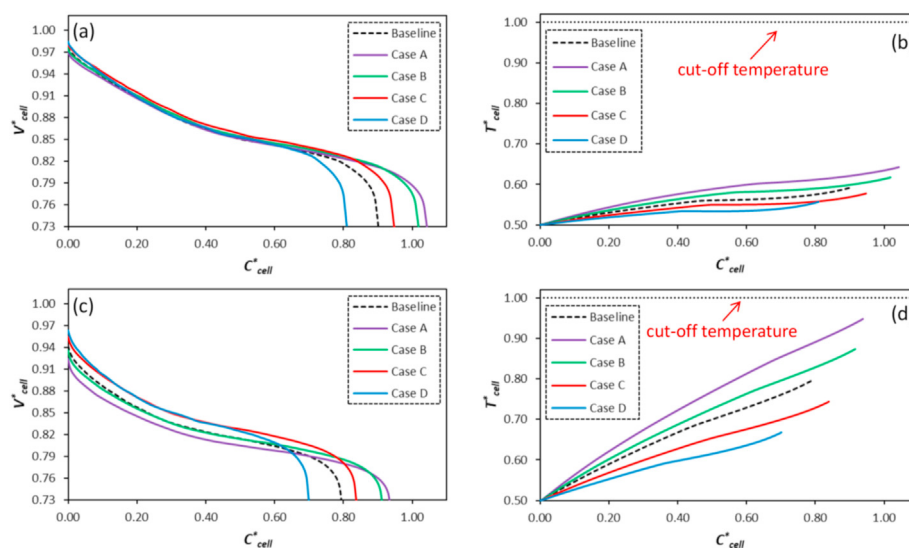 (a)
1.00
0.97
0.94
0.91
0.88
0.85
0.82
0.79
0.76
0.73
V*cell
0.00 0.20 0.40 0.60 0.80 1.00
C*cell
Baseline
Case A
Case B
Case C
Case D
(b)
1.00
0.90
0.80
0.70
0.60
0.50
T*cell
0.00 0.20 0.40 0.60 0.80 1.00
C*cell
Baseline
Case A
Case B
Case C
Case D
cut-off temperature
(c)
1.00
0.97
0.94
0.91
0.88
0.85
0.82
0.79
0.76
0.73
V*cell
0.00 0.20 0.40 0.60 0.80 1.00
C*cell
Baseline
Case A
Case B
Case C
Case D
(d)
1.00
0.90
0.80
0.70
0.60
0.50
T*cell
0.00 0.20 0.40 0.60 0.80 1.00
C*cell
Baseline
Case A
Case B
Case C
Case D
cut-off temperature